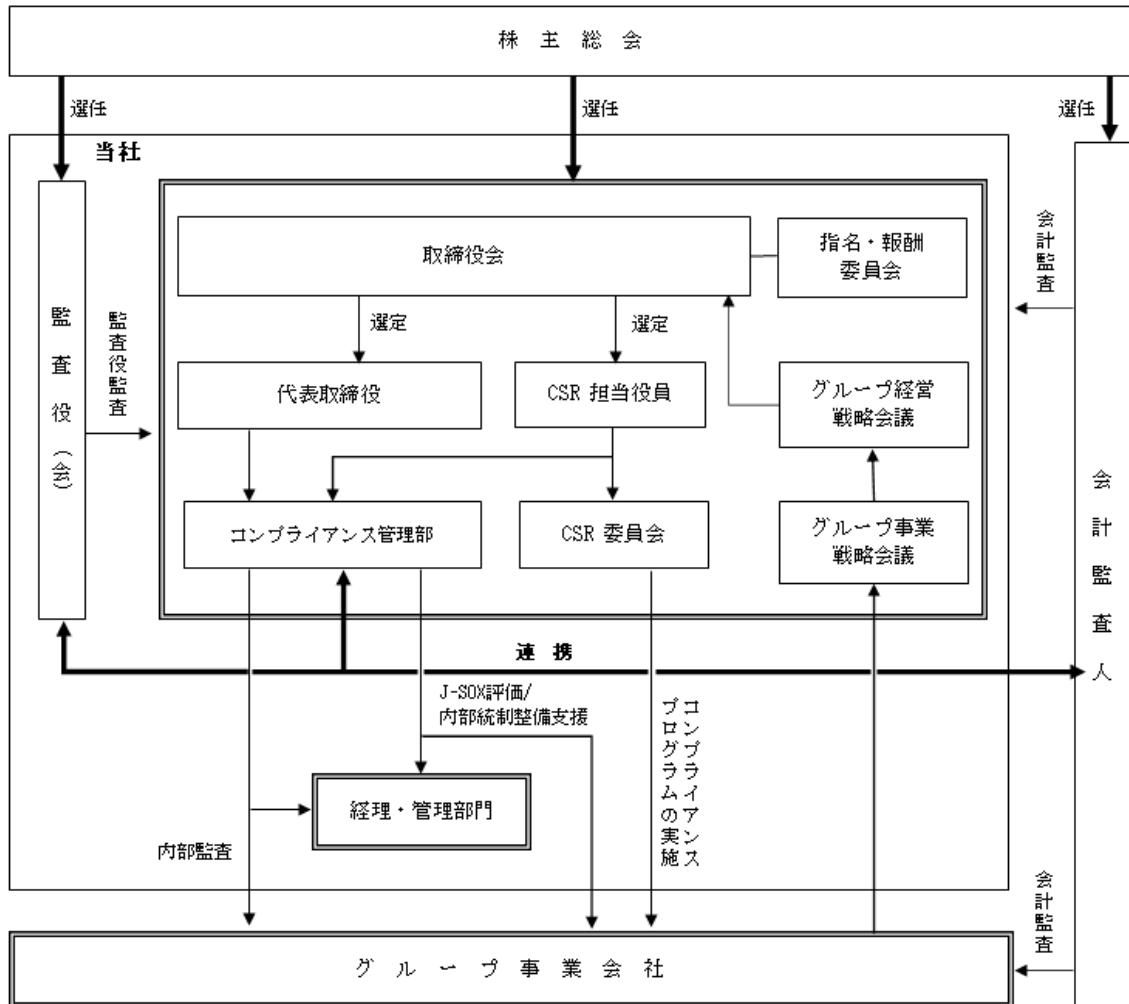 株主総会
選任
選任
選任
当社
監査役(会)
監査役監査
取締役会
指名・報酬
委員会
会計監査
選定
選定
代表取締役
CSR 担当役員
グループ経営
戦略会議
コンプライアンス管理部
CSR 委員会
グループ事業
戦略会議
会計監査人
連携
J-SOX評価/
内部統制整備支援
コンプライアンス
プログラムの実施
経理・管理部門
内部監査
会計監査
グループ事業会社